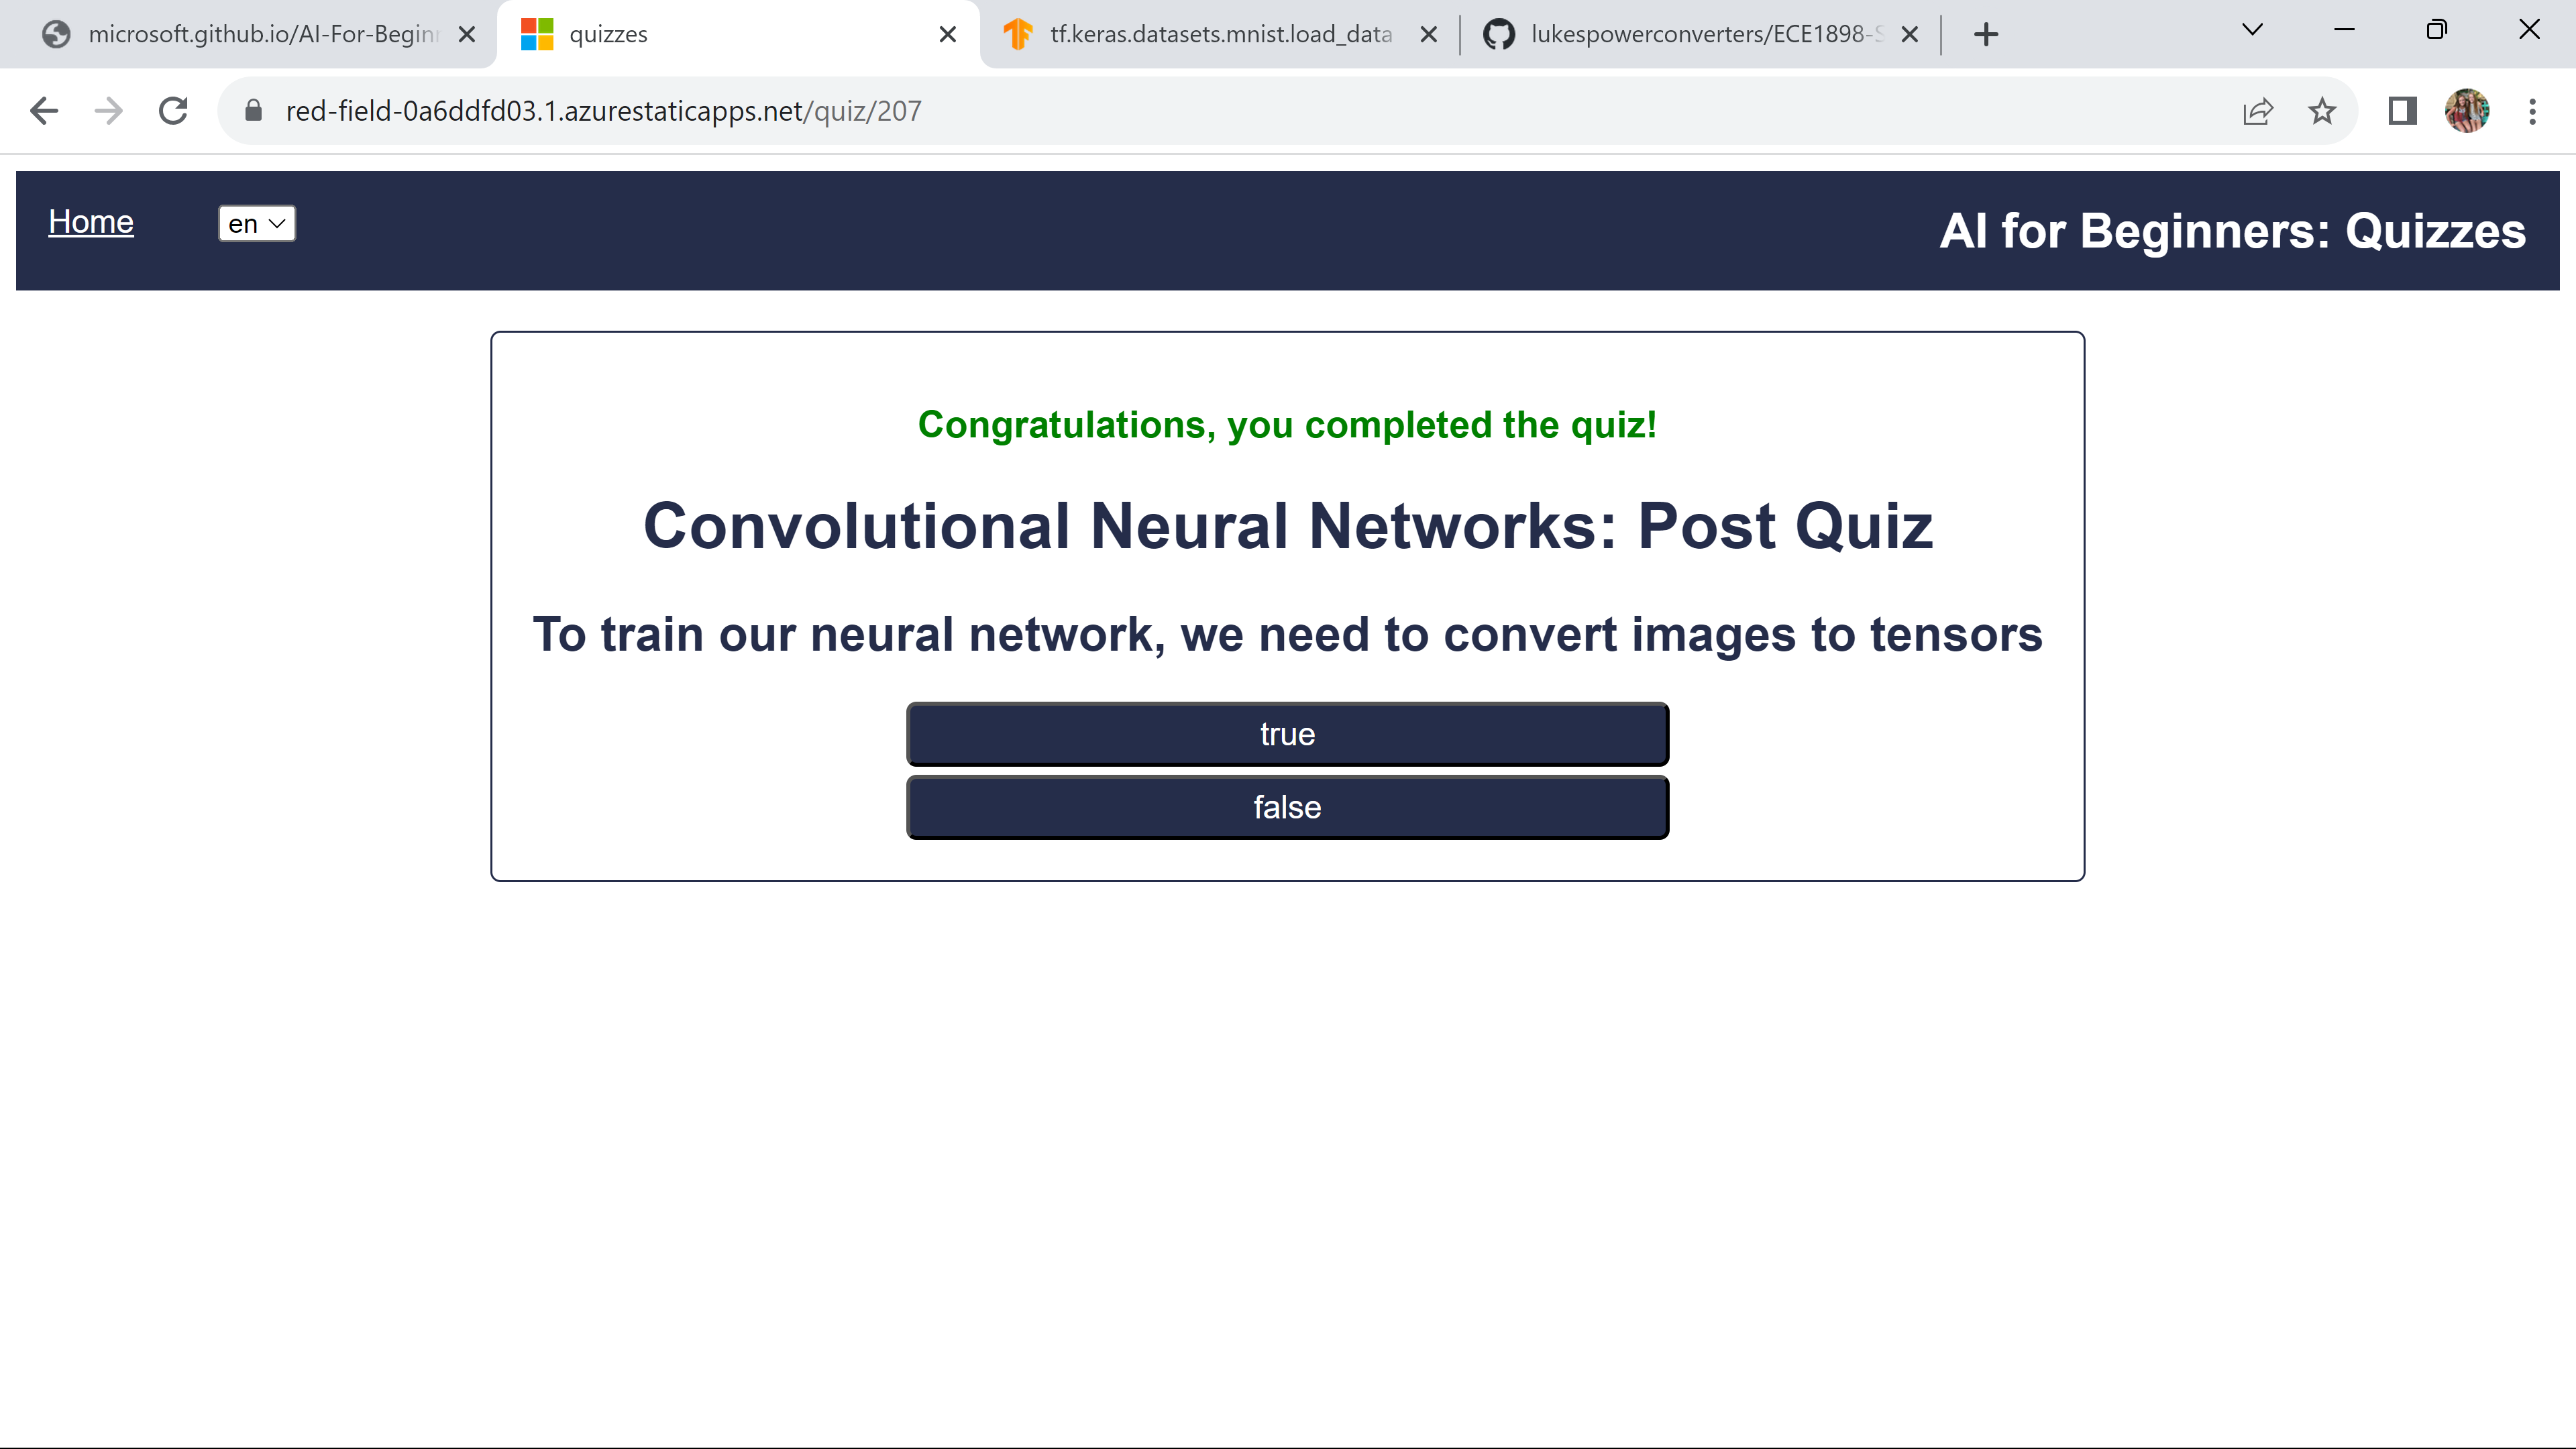 microsoft.github.io/AI-For-Beginn
quizzes
tf.keras.datasets.mnist.load_data
lukespowerconverters/ECE1898-S
red-field-0a6ddfd03.1.azurestaticapps.net/quiz/207
Home
en
AI for Beginners: Quizzes
Congratulations, you completed the quiz!
Convolutional Neural Networks: Post Quiz
To train our neural network, we need to convert images to tensors
true
false